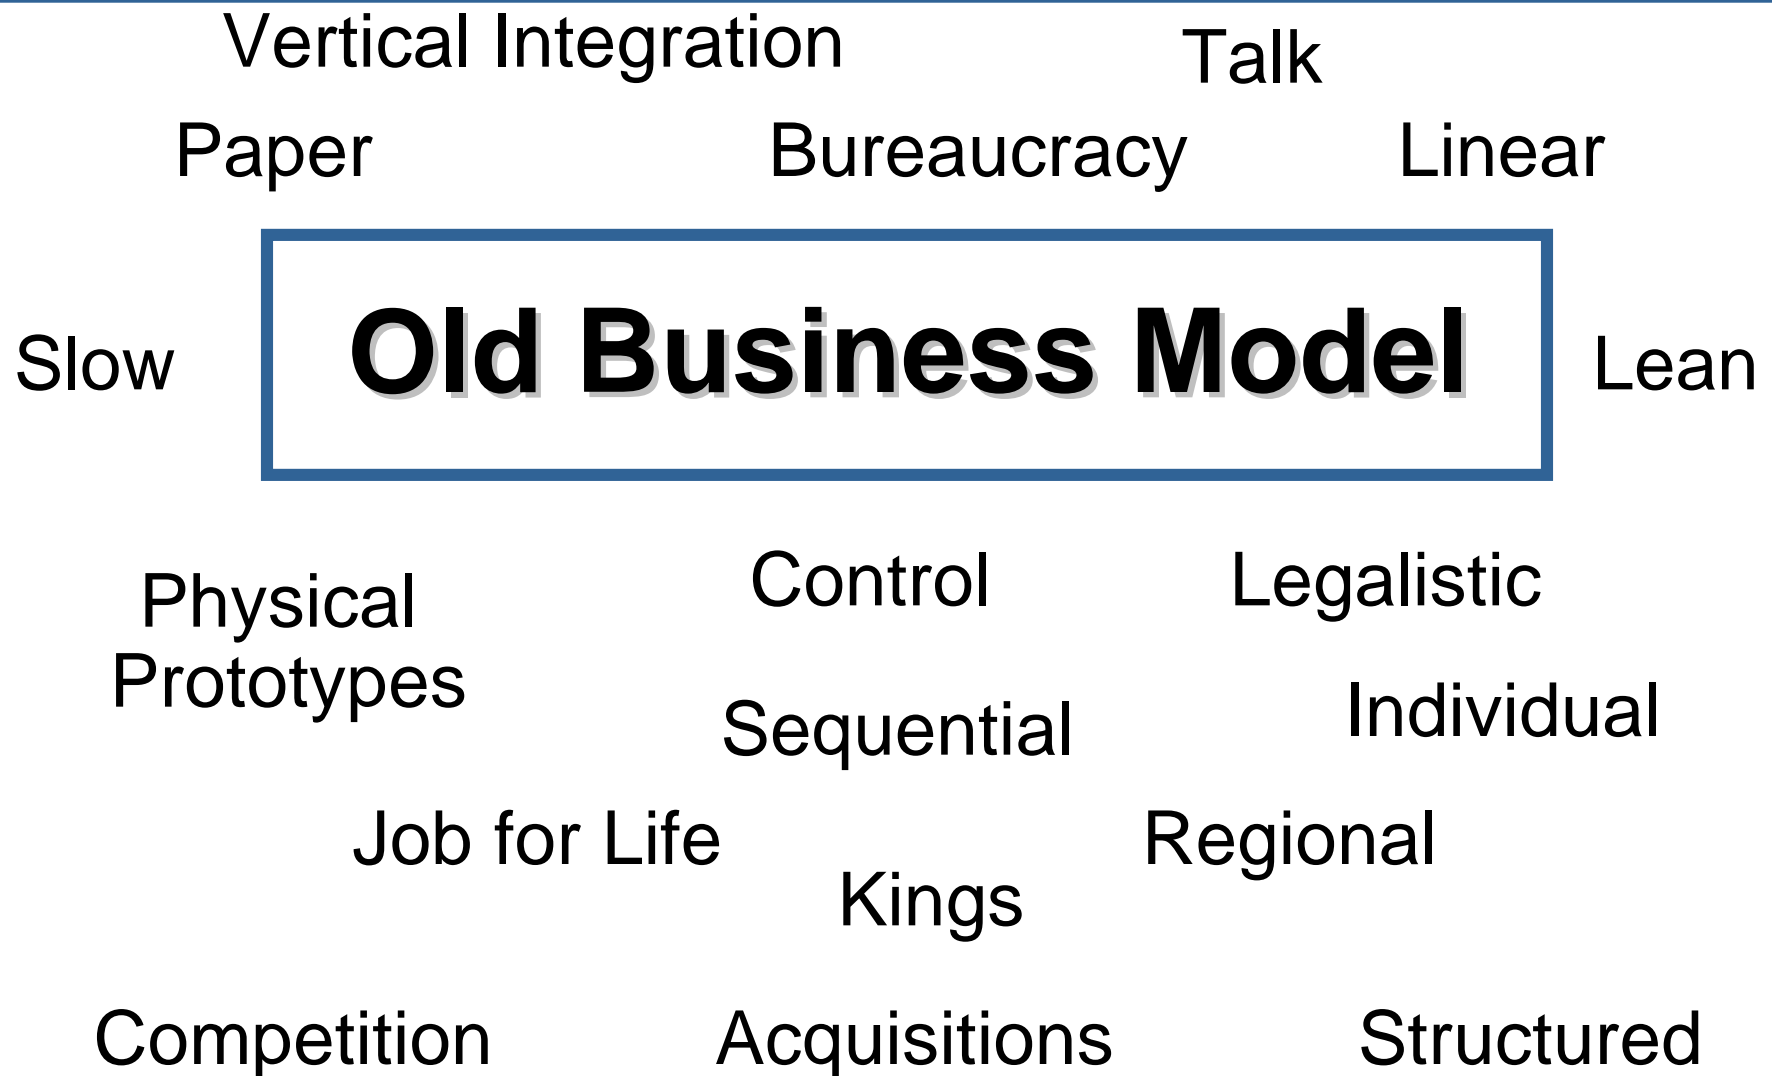 Vertical Integration
Talk
Paper
Bureaucracy
Linear
Old Business Model
Slow
Lean
Control
Legalistic
Physical
Prototypes
Individual
Sequential
Job for Life
Regional
Kings
Competition
Acquisitions
Structured